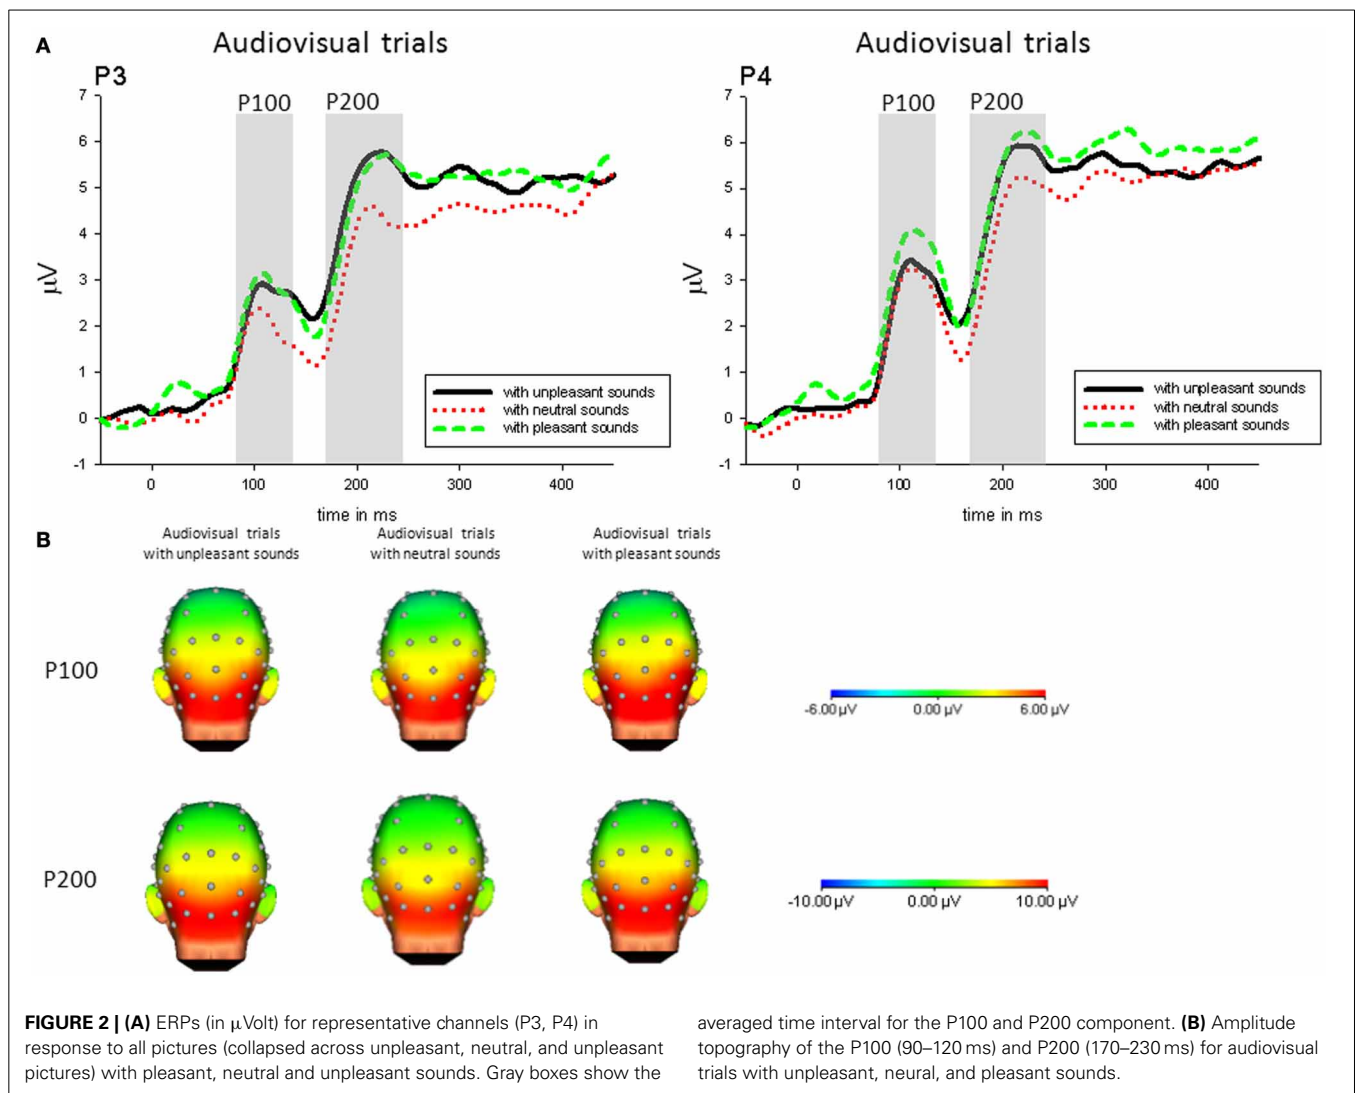 A
Audiovisual trials
P3
P100
P200
7
6
5
4
3
2
1
0
-1
µV
with unpleasant sounds
with neutral sounds
with pleasant sounds
0
100
200
300
400
time in ms
Audiovisual trials
P4
P100
P200
7
6
5
4
3
2
1
0
-1
µV
with unpleasant sounds
with neutral sounds
with pleasant sounds
0
100
200
300
400
time in ms
B
Audiovisual trials
with unpleasant sounds
Audiovisual trials
with neutral sounds
Audiovisual trials
with pleasant sounds
P100
-6.00 µV
0.00 µV
6.00 µV
P200
-10.00 µV
0.00 µV
10.00 µV
FIGURE 2 | (A) ERPs (in µVolt) for representative channels (P3, P4) in
response to all pictures (collapsed across unpleasant, neutral, and unpleasant
pictures) with pleasant, neutral and unpleasant sounds. Gray boxes show the
averaged time interval for the P100 and P200 component. (B) Amplitude
topography of the P100 (90–120 ms) and P200 (170–230 ms) for audiovisual
trials with unpleasant, neural, and pleasant sounds.